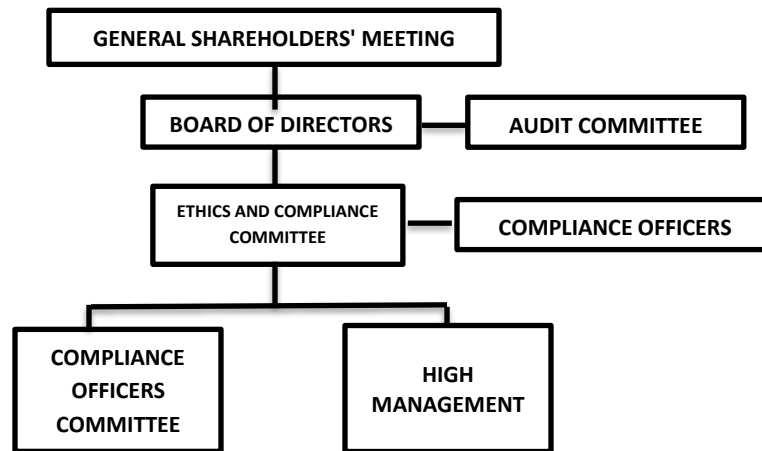 GENERAL SHAREHOLDERS' MEETING
BOARD OF DIRECTORS
AUDIT COMMITTEE
ETHICS AND COMPLIANCE
COMMITTEE
COMPLIANCE OFFICERS
COMPLIANCE
OFFICERS
COMMITTEE
HIGH
MANAGEMENT